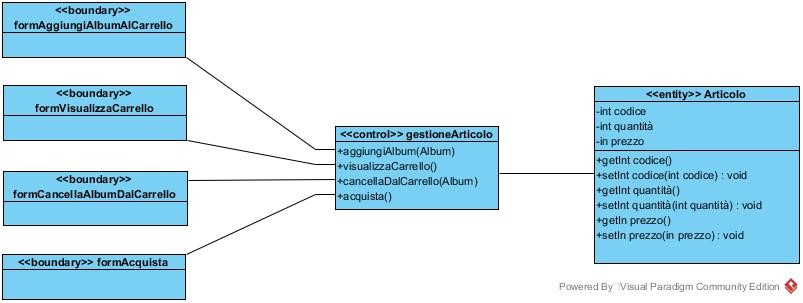 <<boundary>>
formAggiungiAlbumAlCarrello
<<boundary>>
formVisualizzaCarrello
<<boundary>>
formCancellaAlbumDalCarrello
<<boundary>> formAcquista
<<control>> gestioneArticolo
+aggiungiAlbum(Album)
+visualizzaCarrello()
+cancellaDalCarrello(Album)
+acquista()
<<entity>> Articolo
-int codice
-int quantità
-in prezzo
+getInt codice()
+setInt codice(int codice) : void
+getInt quantità()
+setInt quantità(int quantità) : void
+getIn prezzo()
+setIn prezzo(in prezzo) : void
Powered By Visual Paradigm Community Edition